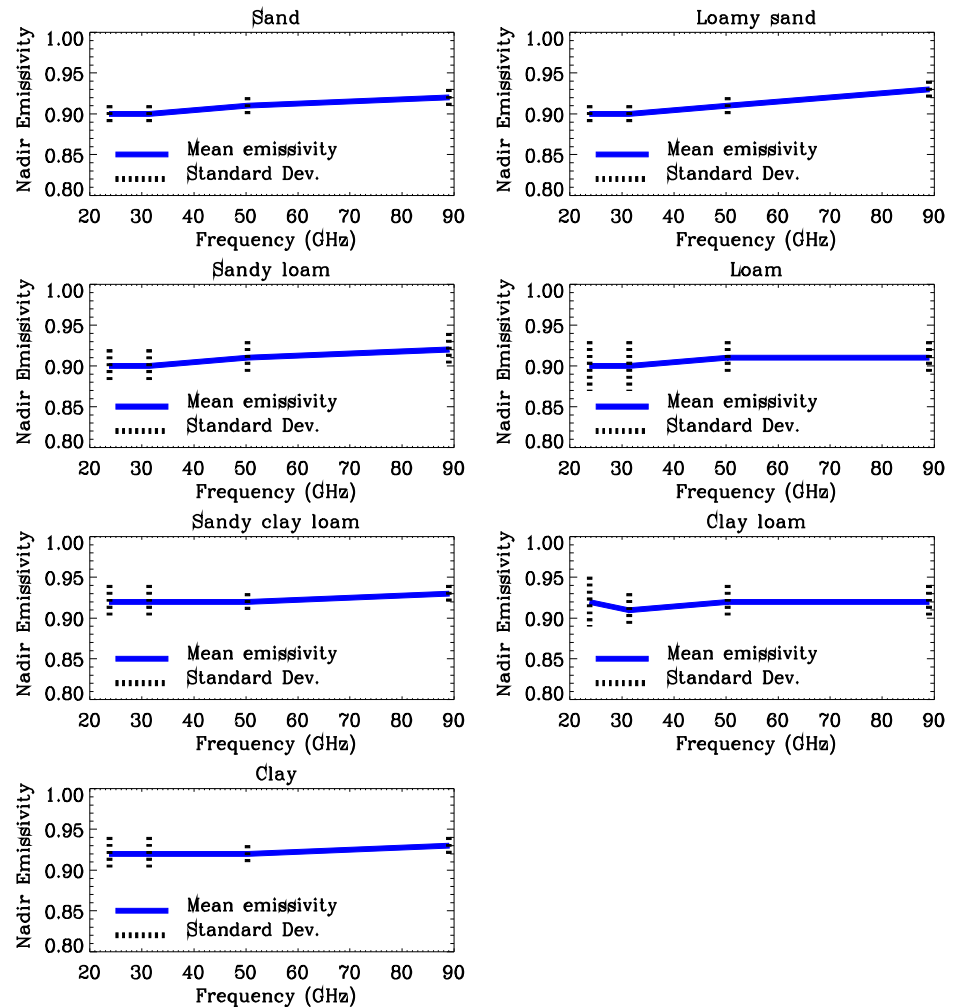 Sand
Nadir Emissivity
1.00
0.95
0.90
0.85
0.80
Mean emissivity
Standard Dev.
20 30 40 50 60 70 80 90
Frequency (GHz)
Loamy sand
Nadir Emissivity
1.00
0.95
0.90
0.85
0.80
Mean emissivity
Standard Dev.
20 30 40 50 60 70 80 90
Frequency (GHz)
Sandy loam
Nadir Emissivity
1.00
0.95
0.90
0.85
0.80
Mean emissivity
Standard Dev.
20 30 40 50 60 70 80 90
Frequency (GHz)
Loam
Nadir Emissivity
1.00
0.95
0.90
0.85
0.80
Mean emissivity
Standard Dev.
20 30 40 50 60 70 80 90
Frequency (GHz)
Sandy clay loam
Nadir Emissivity
1.00
0.95
0.90
0.85
0.80
Mean emissivity
Standard Dev.
20 30 40 50 60 70 80 90
Frequency (GHz)
Clay loam
Nadir Emissivity
1.00
0.95
0.90
0.85
0.80
Mean emissivity
Standard Dev.
20 30 40 50 60 70 80 90
Frequency (GHz)
Clay
Nadir Emissivity
1.00
0.95
0.90
0.85
0.80
Mean emissivity
Standard Dev.
20 30 40 50 60 70 80 90
Frequency (GHz)